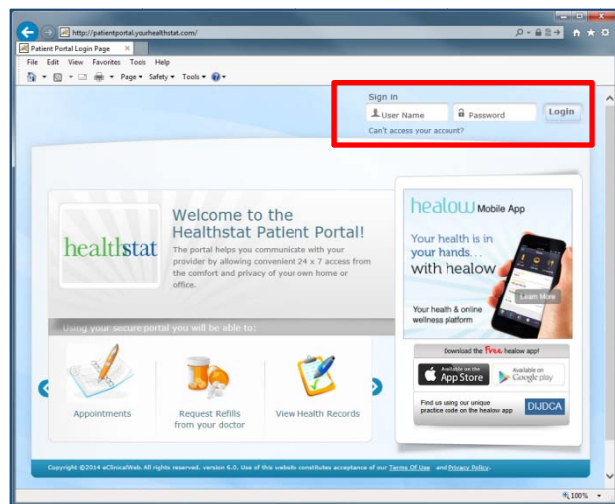 http://patientportal.yourhealthstat.com/
Patient Portal Login Page
File Edit View Favorites Tools Help
Page Safety Tools
Sign In
User Name Password Login
Can't access your account?
healthstat
Welcome to the
Healthstat Patient Portal!
The portal helps you communicate with your
provider by allowing convenient 24 x 7 access from
the comfort and privacy of your own home or
office.
Using your secure portal you will be able to:
Appointments
Request Refills
from your doctor
View Health Records
healow Mobile App
Your health is in
your hands...
with healow
Learn More
Your health & online
wellness platform
Download the Free healow app!
Available on the
App Store
Available on
Google play
Find us using our unique
practice code on the healow app
DIJDCA
Copyright ©2014 eClinicalWeb. All rights reserved. version 6.0. Use of this website constitutes acceptance of our Terms Of Use and Privacy Policy.
100%